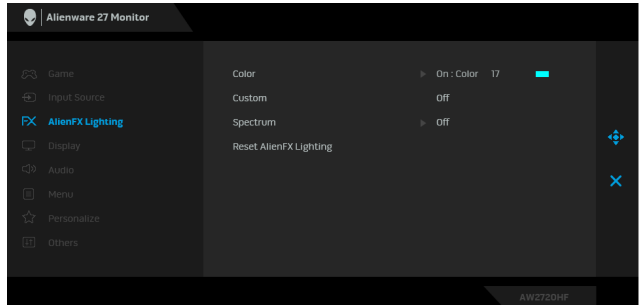 Alienware 27 Monitor
Game
Input Source
FX AlienFX Lighting
Display
Audio
Menu
Personalize
Others
Color On : Color 17
Custom Off
Spectrum Off
Reset AlienFX Lighting
AW2720HF